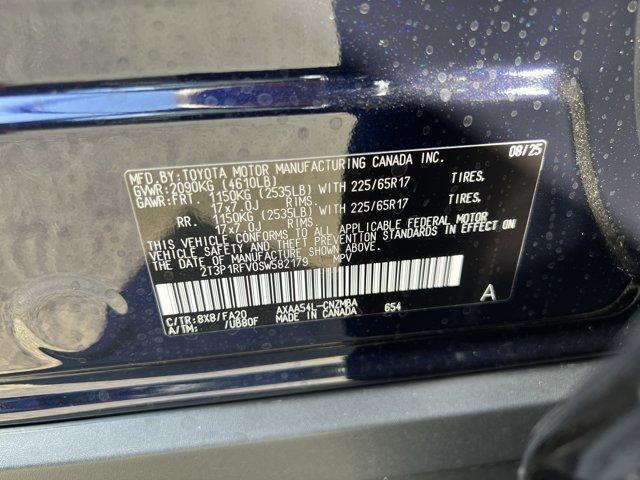 MFD.BY:TOYOTA MOTOR MANUFACTURING CANADA INC. 08/25
GVWR:2090KG (4610LB)
GAWR:FRT. 1150KG (2535LB) WITH 225/65R17 TIRES.
17x7.0J RIMS.
RR. 1150KG (2535LB) WITH 225/65R17 TIRES.
17x7.0J RIMS.
THIS VEHICLE CONFORMS TO ALL APPLICABLE FEDERAL MOTOR
VEHICLE SAFETY AND THEFT PREVENTION STANDARDS IN EFFECT ON
THE DATE OF MANUFACTURE SHOWN ABOVE.
2T3P1RFV0SW582179 MPV
C/TR:8X8/FA20 AXAA54L-CNZMBA 654 A
A/TM: /UB80F MADE IN CANADA